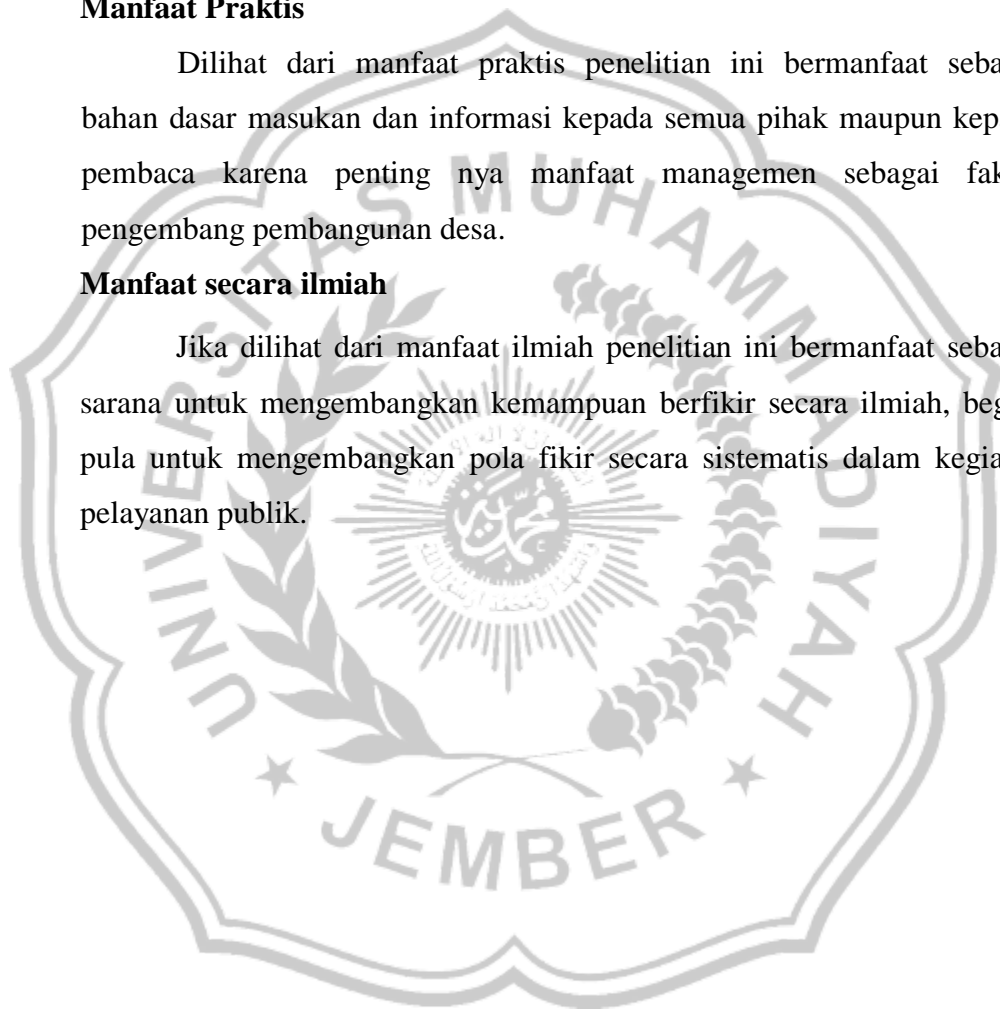 Manfaat Praktis
Dilihat dari manfaat praktis penelitian ini bermanfaat seba
bahan dasar masukan dan informasi kepada semua pihak maupun kep
pembaca karena penting nya manfaat managemen sebagai fak
pengembang pembangunan desa.
Manfaat secara ilmiah
Jika dilihat dari manfaat ilmiah penelitian ini bermanfaat seba
sarana untuk mengembangkan kemampuan berfikir secara ilmiah, beg
pula untuk mengembangkan pola fikir secara sistematis dalam kegia
pelayanan publik.
UNIVERSITAS MUHAMMADIYAH
JEMBER